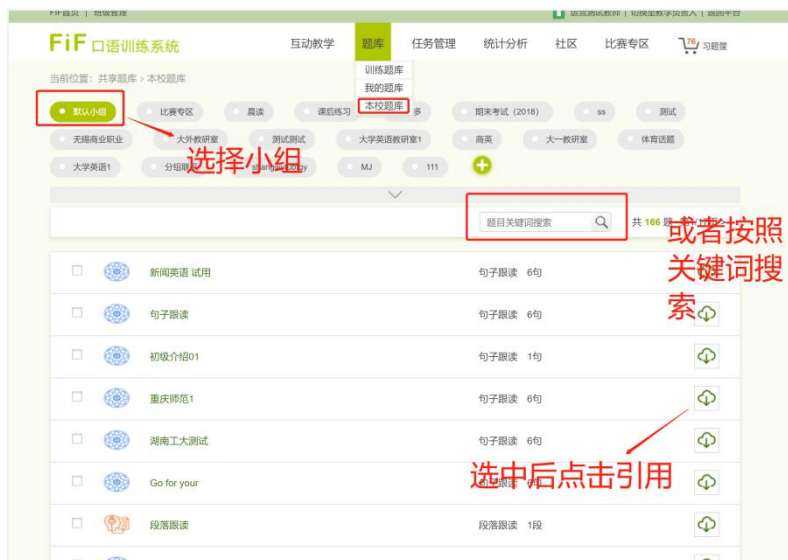 FiF首页 | 班级管理
语言测试教师 | 切换至教学负责人 | 返回平台
FiF 口语训练系统
互动教学 题库 任务管理 统计分析 社区 比赛专区 76 习题筐
训练题库
当前位置：共享题库 > 本校题库
我的题库
本校题库
默认小组 比赛专区 晨读 课后练习 多 期末考试（2018） ss 测试
无锡商业职业 大外教研室 测试测试 大学英语教研室1 商英 大一教研室 体育话题
选择小组
大学英语1 MJ 111
题目关键词搜索
共 166 题
或者按照
关键词搜
索
新闻英语 试用 句子跟读 6句
句子跟读 句子跟读 6句
初级介绍01 句子跟读 1句
重庆师范1 句子跟读 6句
湖南工大测试 句子跟读 6句
选中后点击引用
Go for your 句子跟读 6句
段落跟读 段落跟读 1段